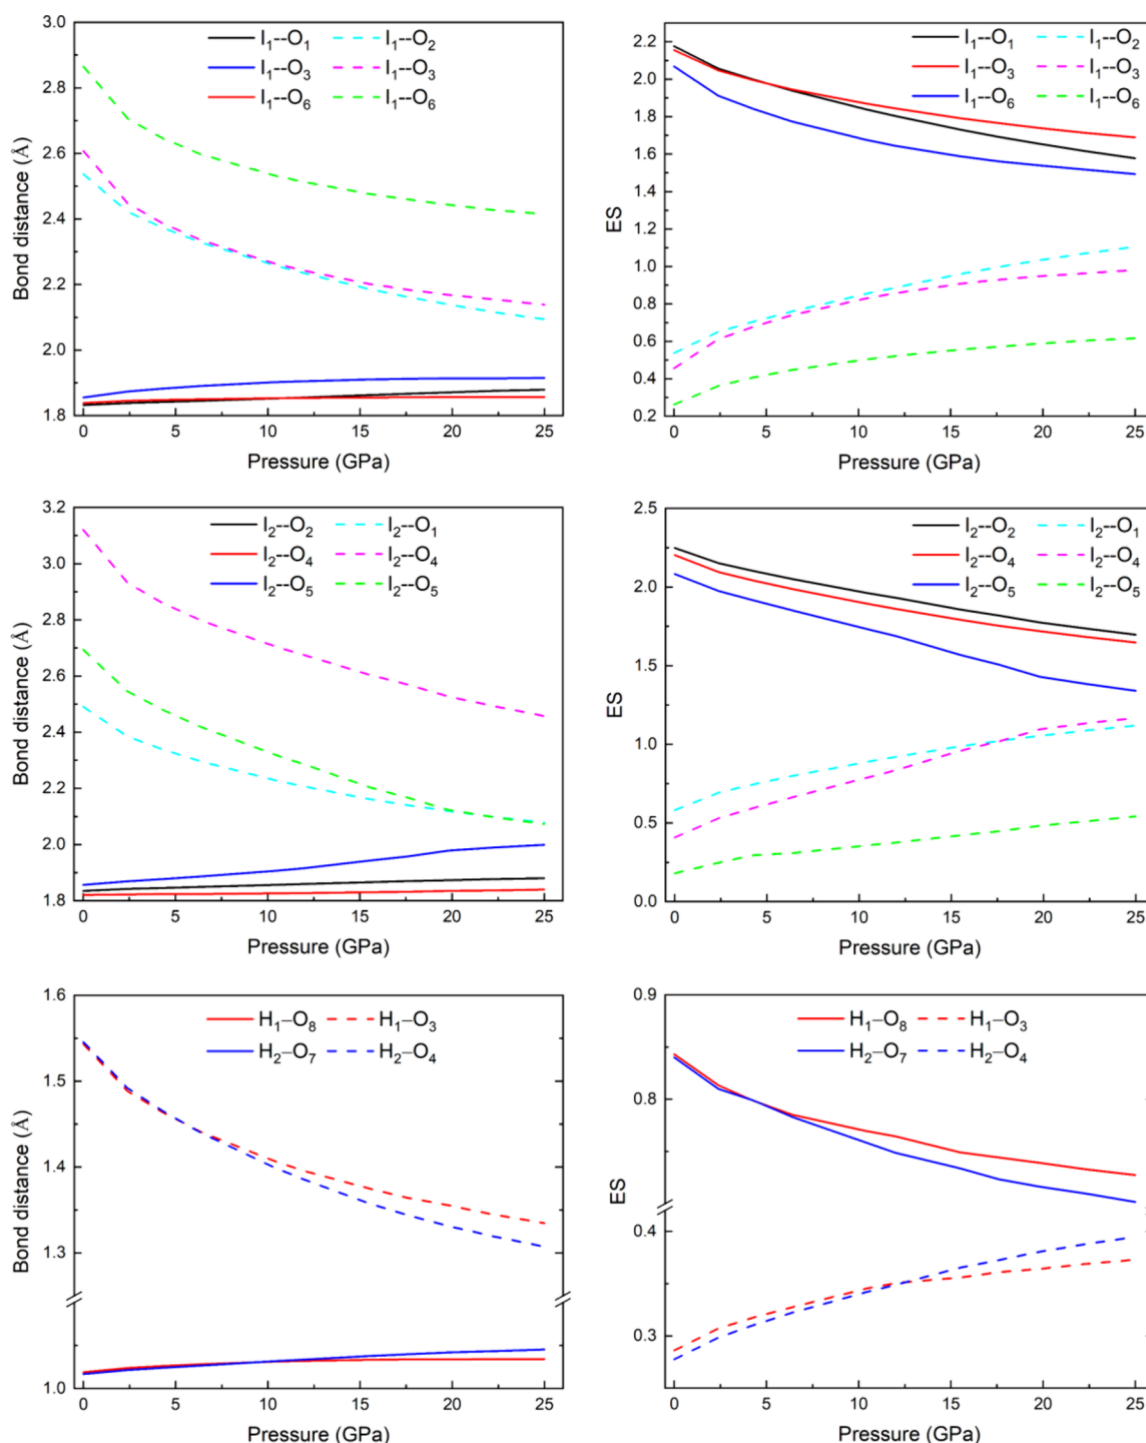 3.0
2.8
2.6
2.4
2.2
2.0
1.8
Bond distance (Å)
I₁--O₁
I₁--O₂
I₁--O₃
I₁--O₃
I₁--O₆
I₁--O₆
0 5 10 15 20 25
Pressure (GPa)
2.2
2.0
1.8
1.6
1.4
1.2
1.0
0.8
0.6
0.4
0.2
ES
I₁--O₁
I₁--O₂
I₁--O₃
I₁--O₃
I₁--O₆
I₁--O₆
0 5 10 15 20 25
Pressure (GPa)
3.2
3.0
2.8
2.6
2.4
2.2
2.0
1.8
Bond distance (Å)
I₂--O₂
I₂--O₁
I₂--O₄
I₂--O₄
I₂--O₅
I₂--O₅
0 5 10 15 20 25
Pressure (GPa)
2.5
2.0
1.5
1.0
0.5
0.0
ES
I₂--O₂
I₂--O₁
I₂--O₄
I₂--O₄
I₂--O₅
I₂--O₅
0 5 10 15 20 25
Pressure (GPa)
1.6
1.5
1.4
1.3
1.0
Bond distance (Å)
H₁–O₈
H₁–O₃
H₂–O₇
H₂–O₄
0 5 10 15 20 25
Pressure (GPa)
0.9
0.8
0.4
0.3
ES
H₁–O₈
H₁–O₃
H₂–O₇
H₂–O₄
0 5 10 15 20 25
Pressure (GPa)